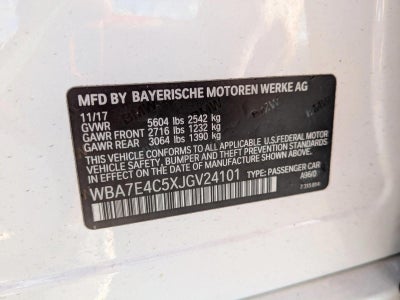 MFD BY BAYERISCHE MOTOREN WERKE AG
11/17
GVWR 5604 lbs 2542 kg
GAWR FRONT 2716 lbs 1232 kg
GAWR REAR 3064 lbs 1390 kg
THIS VEHICLE CONFORMS TO ALL APPLICABLE U.S.FEDERAL MOTOR
VEHICLE SAFETY, BUMPER, AND THEFT PREVENTION STANDARDS
IN EFFECT ON THE DATE OF MANUFACTURE SHOWN ABOVE.
WBA7E4C5XJGV24101 TYPE: PASSENGER CAR
A96/0